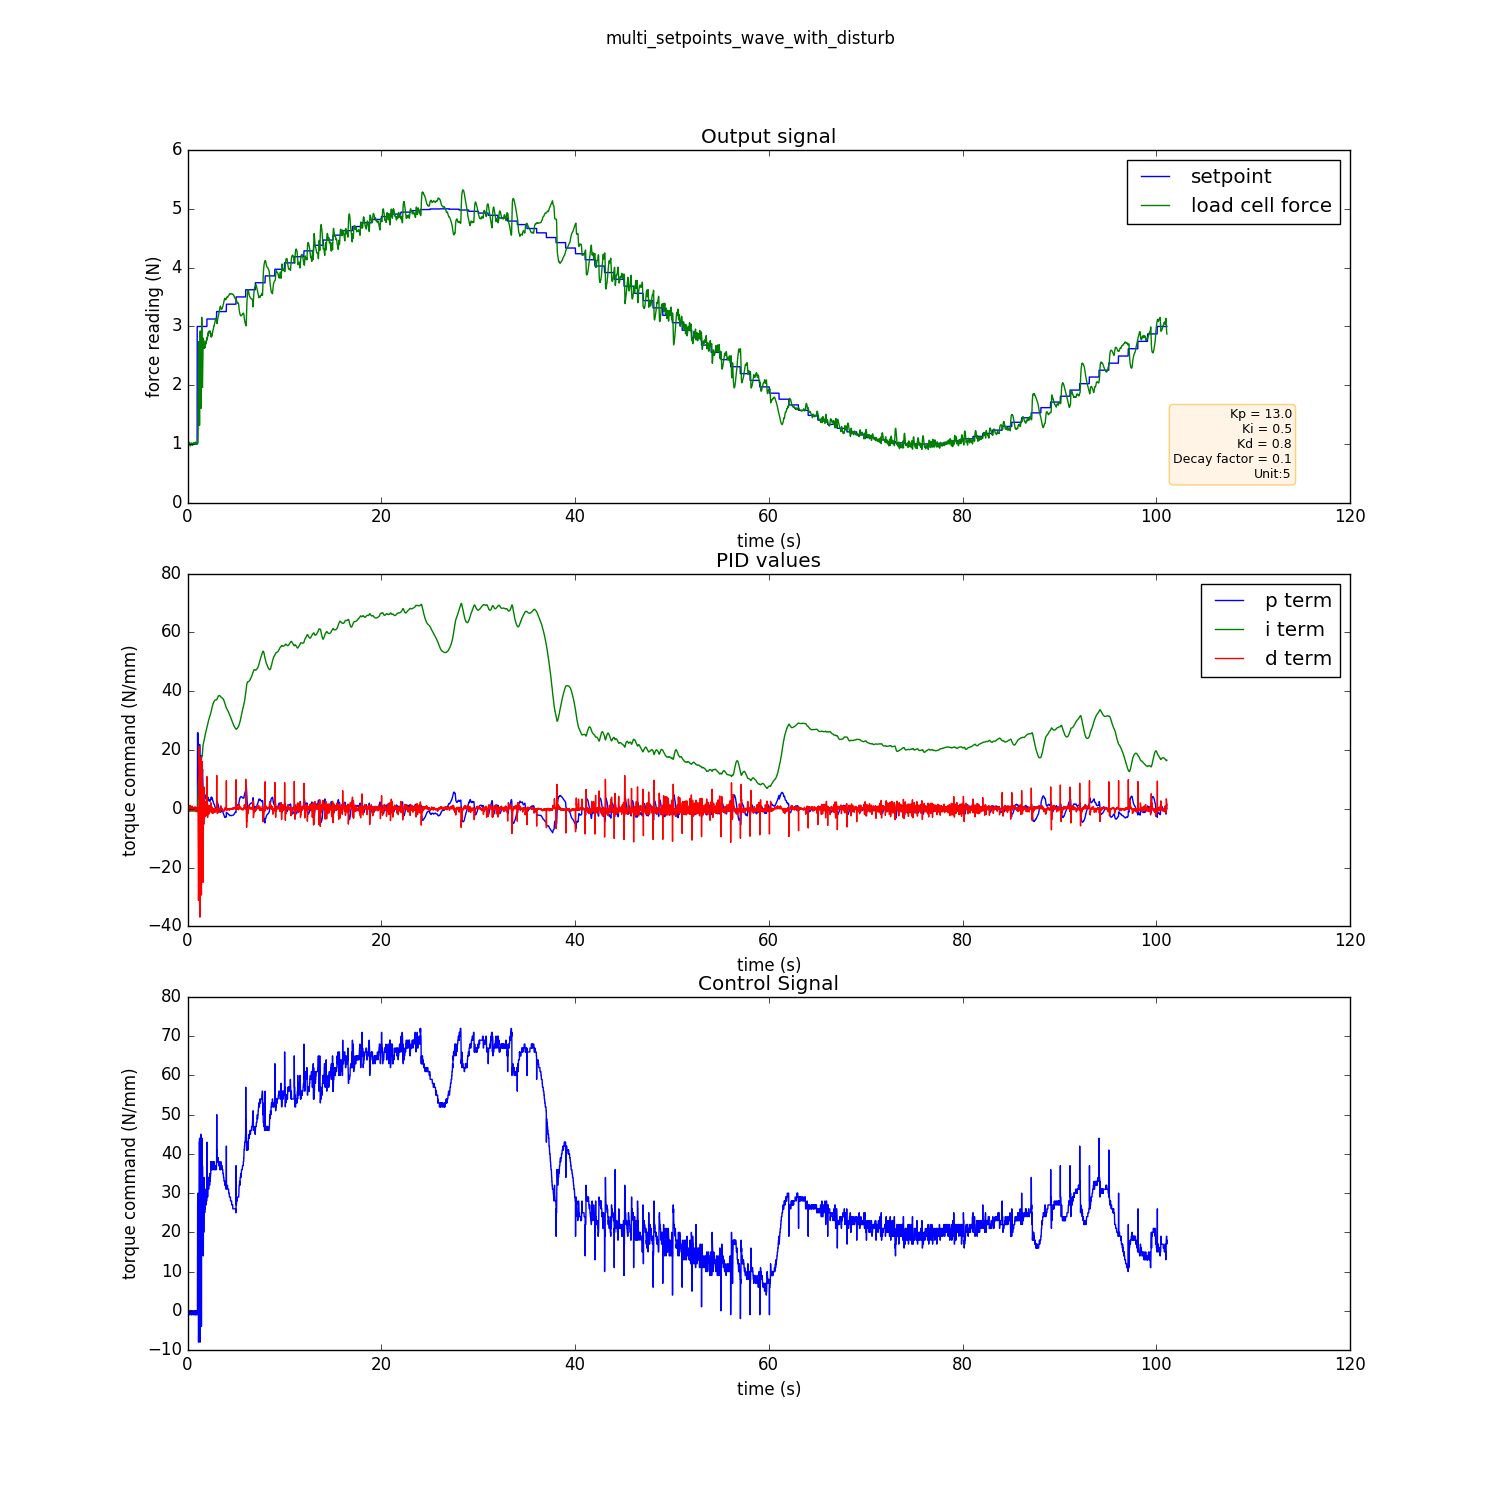 multi_setpoints_wave_with_disturb
Output signal
6
5
4
3
2
1
0
force reading (N)
setpoint
load cell force
Kp = 13.0
Ki = 0.5
Kd = 0.8
Decay factor = 0.1
Unit:5
0 20 40 60 80 100 120
time (s)
PID values
80
60
40
20
0
−20
−40
torque command (N/mm)
p term
i term
d term
0 20 40 60 80 100 120
time (s)
Control Signal
80
70
60
50
40
30
20
10
0
−10
torque command (N/mm)
0 20 40 60 80 100 120
time (s)